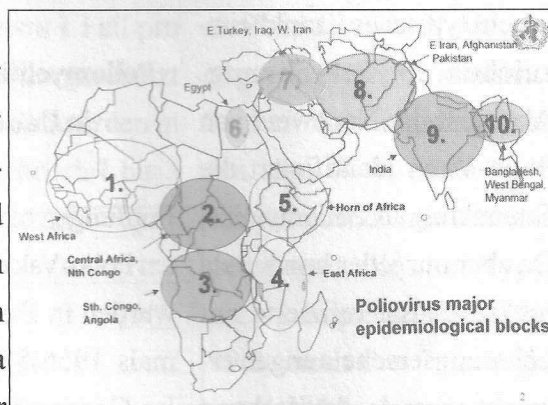 E Turkey, Iraq, W. Iran
E Iran, Afghanistan,
Pakistan
Egypt
7.
8.
6.
9.
10.
1.
2.
5.
India
Bangladesh,
West Bengal,
Myanmar
Horn of Africa
West Africa
Central Africa,
Nth Congo
3.
4.
East Africa
Sth. Congo,
Angola
Poliovirus major
epidemiological blocks
2